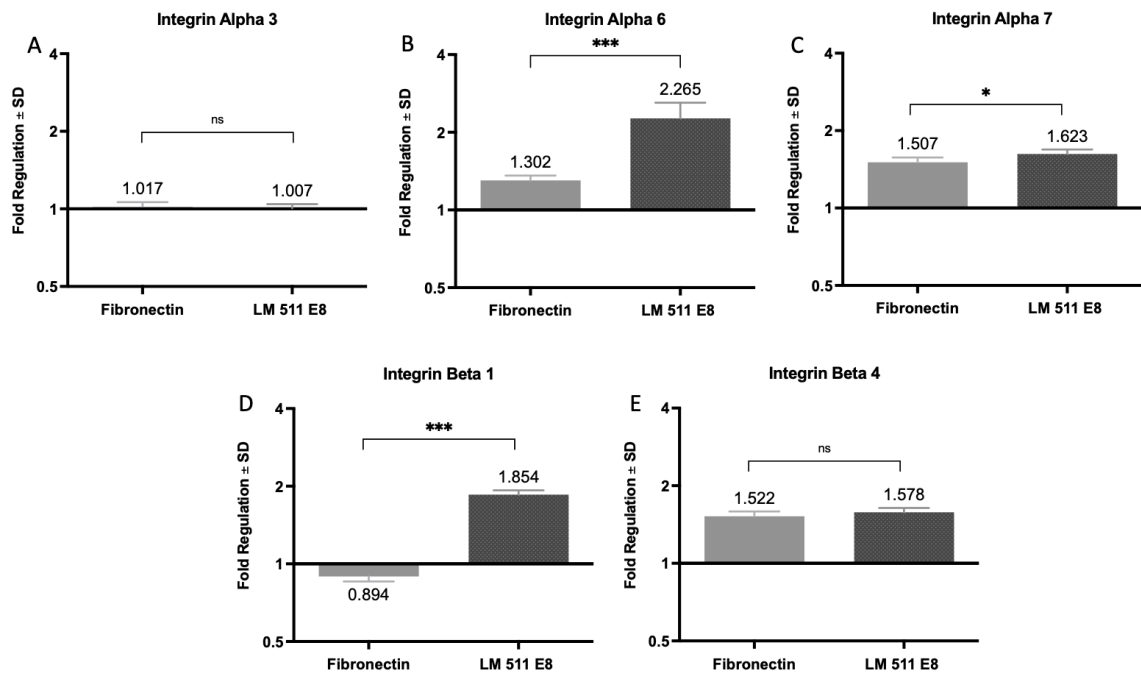 Integrin Alpha 3
A
Fold Regulation ± SD
4
2
1
0.5
ns
1.017
1.007
Fibronectin
LM 511 E8
Integrin Alpha 6
B
Fold Regulation ± SD
4
2
1
0.5
***
1.302
2.265
Fibronectin
LM 511 E8
Integrin Alpha 7
C
Fold Regulation ± SD
4
2
1
0.5
*
1.507
1.623
Fibronectin
LM 511 E8
Integrin Beta 1
D
Fold Regulation ± SD
4
2
1
0.5
***
1.854
0.894
Fibronectin
LM 511 E8
Integrin Beta 4
E
Fold Regulation ± SD
4
2
1
0.5
ns
1.522
1.578
Fibronectin
LM 511 E8